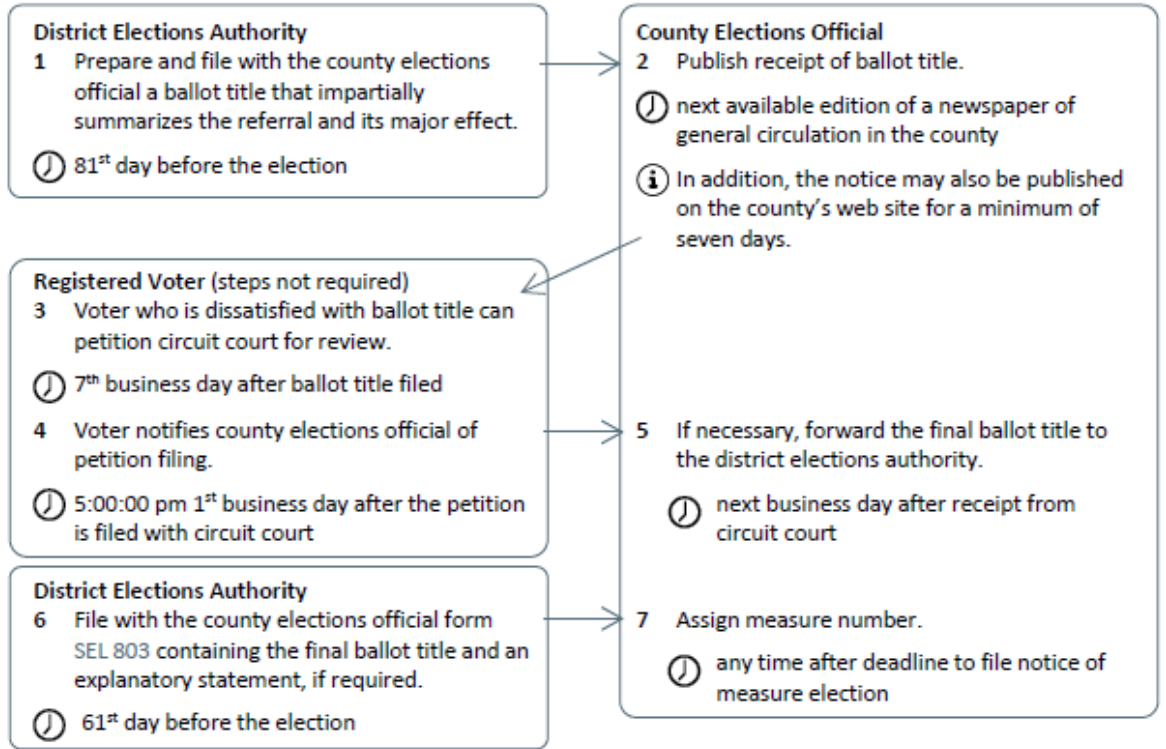 District Elections Authority
1 Prepare and file with the county elections
official a ballot title that impartially
summarizes the referral and its major effect.
81st day before the election
County Elections Official
2 Publish receipt of ballot title.
next available edition of a newspaper of
general circulation in the county
In addition, the notice may also be published
on the county's web site for a minimum of
seven days.
Registered Voter (steps not required)
3 Voter who is dissatisfied with ballot title can
petition circuit court for review.
7th business day after ballot title filed
4 Voter notifies county elections official of
petition filing.
5:00:00 pm 1st business day after the petition
is filed with circuit court
5 If necessary, forward the final ballot title to
the district elections authority.
next business day after receipt from
circuit court
District Elections Authority
6 File with the county elections official form
SEL 803 containing the final ballot title and an
explanatory statement, if required.
61st day before the election
7 Assign measure number.
any time after deadline to file notice of
measure election